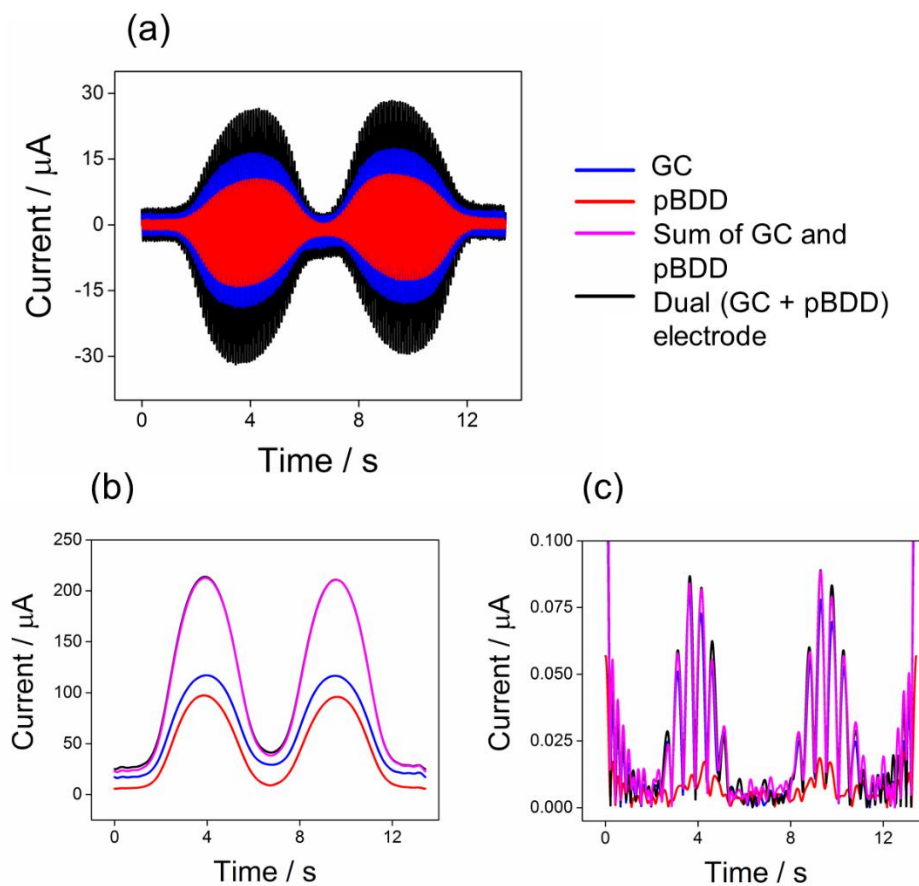 (a)
30
15
0
-15
-30
Current / μA
0
4
8
12
Time / s
GC
pBDD
Sum of GC and
pBDD
Dual (GC + pBDD)
electrode
(b)
250
200
150
100
50
0
Current / μA
0
4
8
12
Time / s
(c)
0.100
0.075
0.050
0.025
0.000
Current / μA
0
4
8
12
Time / s